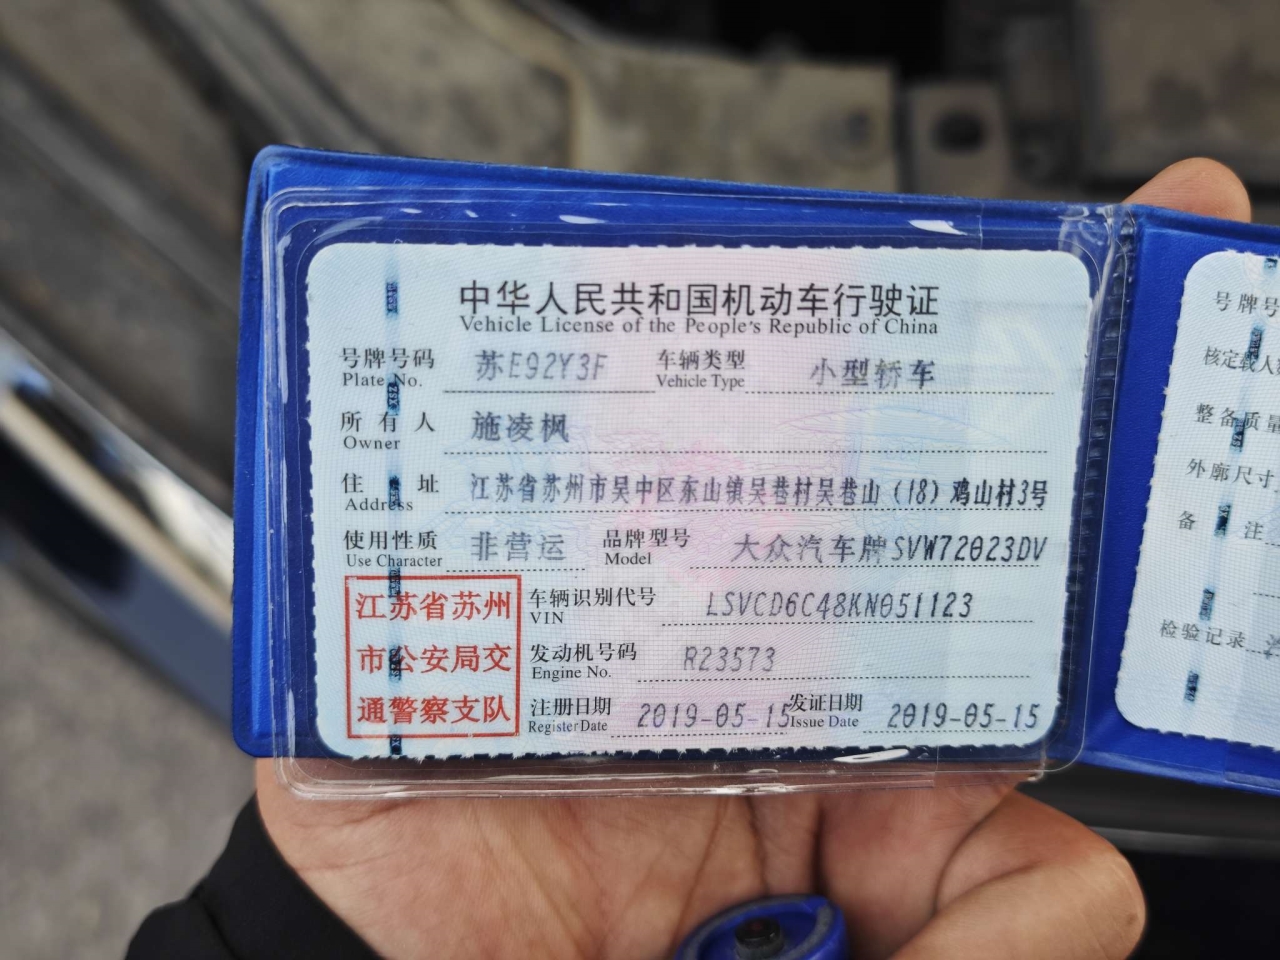 中华人民共和国机动车行驶证
Vehicle License of the People's Republic of China
号牌号码 苏E92Y3F 车辆类型 小型轿车
Plate No. Vehicle Type
所有人 施凌枫
Owner
住址 江苏省苏州市吴中区东山镇吴巷村吴巷山(18)鸡山村3号
Address
使用性质 非营运 品牌型号 大众汽车牌SVW72023DV
Use Character Model
江苏省苏州
市公安局交
通警察支队
车辆识别代号 LSVCD6C48KN051123
VIN
发动机号码 R23573
Engine No.
注册日期 2019-05-15 发证日期 2019-05-15
Register Date Issue Date
号牌号
核定载人
整备质量
外廓尺寸
备注
检验记录